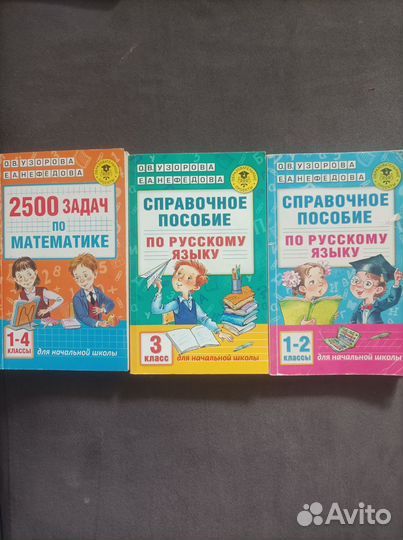 О.В. УЗОРОВА
Е.А. НЕФЁДОВА
2500 ЗАДАЧ
ПО
МАТЕМАТИКЕ
1-4
КЛАССЫ
для начальной школы
О.В. УЗОРОВА
Е.А. НЕФЁДОВА
СПРАВОЧНОЕ
ПОСОБИЕ
ПО РУССКОМУ
ЯЗЫКУ
3
КЛАСС
для начальной школы
О.В. УЗОРОВА
Е.А. НЕФЁДОВА
СПРАВОЧНОЕ
ПОСОБИЕ
ПО РУССКОМУ
ЯЗЫКУ
1-2
КЛАССЫ
для начальной школы
Avito